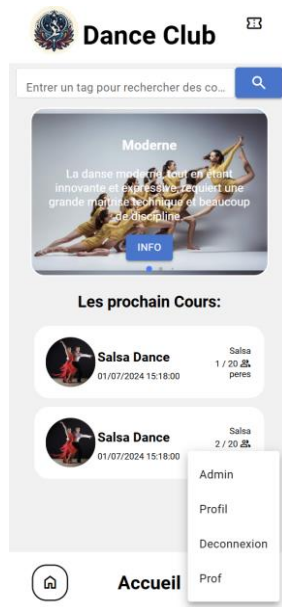 Dance Club
Entrer un tag pour rechercher des co...
Moderne
La danse moderne, tout en étant
innovante et expressive, requiert une
grande maîtrise technique et beaucoup
de discipline.
INFO
Les prochain Cours:
Salsa Dance
01/07/2024 15:18:00
Salsa
1 / 20
peres
Salsa Dance
01/07/2024 15:18:00
Salsa
2 / 20
Admin
Profil
Deconnexion
Prof
Accueil